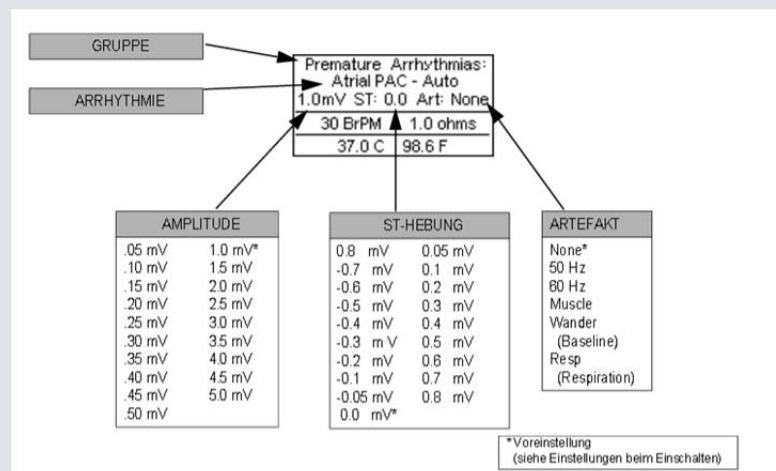 GRUPPE
ARRHYTHMIE
Premature Arrhythmias:
Atrial PAC - Auto
1.0mV ST: 0.0 Art: None
30 BrPM 1.0 ohms
37.0 C 98.6 F
AMPLITUDE
.05 mV 1.0 mV*
.10 mV 1.5 mV
.15 mV 2.0 mV
.20 mV 2.5 mV
.25 mV 3.0 mV
.30 mV 3.5 mV
.35 mV 4.0 mV
.40 mV 4.5 mV
.45 mV 5.0 mV
.50 mV
ST-HEBUNG
0.8 mV 0.05 mV
-0.7 mV 0.1 mV
-0.6 mV 0.2 mV
-0.5 mV 0.3 mV
-0.4 mV 0.4 mV
-0.3 m V 0.5 mV
-0.2 mV 0.6 mV
-0.1 mV 0.7 mV
-0.05 mV 0.8 mV
0.0 mV*
ARTEFAKT
None*
50 Hz
60 Hz
Muscle
Wander
(Baseline)
Resp
(Respiration)
*Voreinstellung
(siehe Einstellungen beim Einschalten)